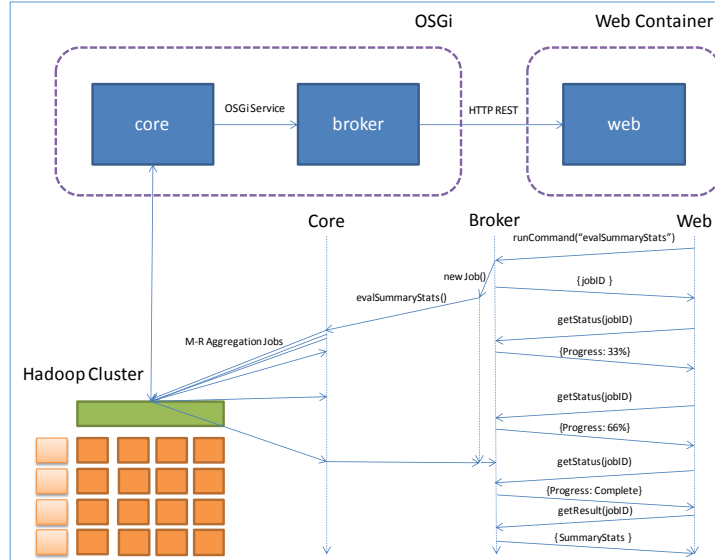 OSGi
Web Container
core
OSGi Service
broker
HTTP REST
web
Core
Broker
Web
runCommand("evalSummaryStats")
new Job()
{ jobID }
evalSummaryStats()
getStatus(jobID)
M-R Aggregation Jobs
{Progress: 33%}
Hadoop Cluster
getStatus(jobID)
{Progress: 66%}
getStatus(jobID)
{Progress: Complete}
getResult(jobID)
{ SummaryStats }